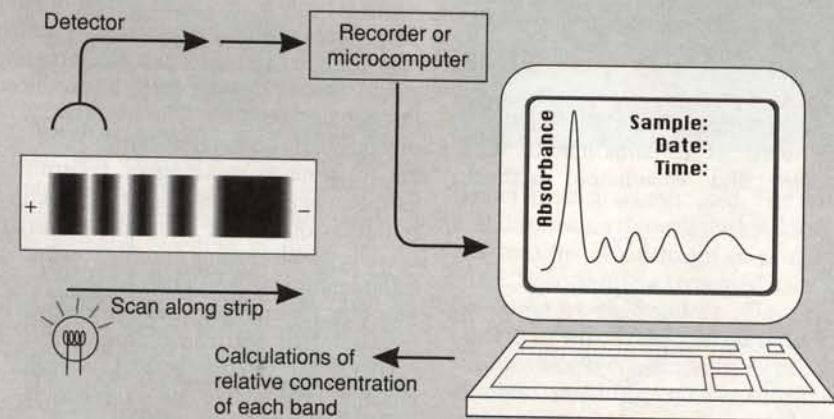 Detector
Recorder or
microcomputer
Absorbance
Sample:
Date:
Time:
+
−
Scan along strip
Calculations of
relative concentration
of each band